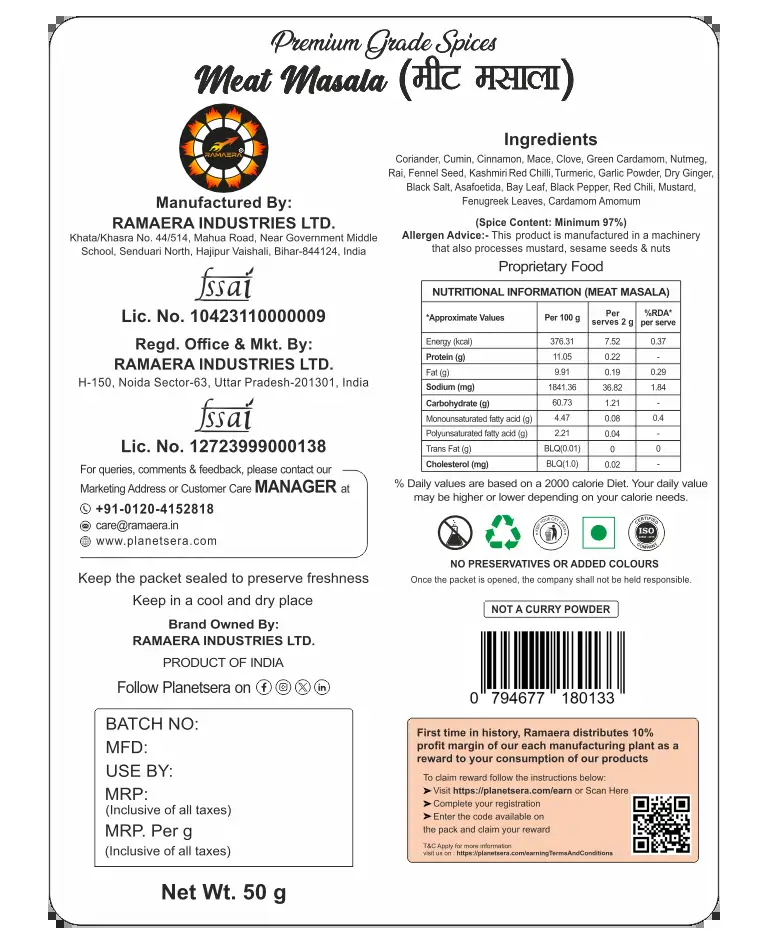 Premium Grade Spices
Meat Masala (मीट मसाला)
RAMAERA
Manufactured By:
RAMAERA INDUSTRIES LTD.
Khata/Khasra No. 44/514, Mahua Road, Near Government Middle
School, Senduari North, Hajipur Vaishali, Bihar-844124, India
fssai
Lic. No. 10423110000009
Regd. Office & Mkt. By:
RAMAERA INDUSTRIES LTD.
H-150, Noida Sector-63, Uttar Pradesh-201301, India
fssai
Lic. No. 12723999000138
For queries, comments & feedback, please contact our
Marketing Address or Customer Care MANAGER at
+91-0120-4152818
care@ramaera.in
www.planetsera.com
Keep the packet sealed to preserve freshness
Keep in a cool and dry place
Brand Owned By:
RAMAERA INDUSTRIES LTD.
PRODUCT OF INDIA
Follow Planetsera on
BATCH NO:
MFD:
USE BY:
MRP:
(Inclusive of all taxes)
MRP. Per g
(Inclusive of all taxes)
Net Wt. 50 g
Ingredients
Coriander, Cumin, Cinnamon, Mace, Clove, Green Cardamom, Nutmeg,
Rai, Fennel Seed, Kashmiri Red Chilli, Turmeric, Garlic Powder, Dry Ginger,
Black Salt, Asafoetida, Bay Leaf, Black Pepper, Red Chili, Mustard,
Fenugreek Leaves, Cardamom Amomum
(Spice Content: Minimum 97%)
Allergen Advice:- This product is manufactured in a machinery
that also processes mustard, sesame seeds & nuts
Proprietary Food
NUTRITIONAL INFORMATION (MEAT MASALA)
*Approximate Values Per 100 g Per serves 2 g %RDA* per serve
Energy (kcal) 376.31 7.52 0.37
Protein (g) 11.05 0.22 -
Fat (g) 9.91 0.19 0.29
Sodium (mg) 1841.36 36.82 1.84
Carbohydrate (g) 60.73 1.21 -
Monounsaturated fatty acid (g) 4.47 0.08 0.4
Polyunsaturated fatty acid (g) 2.21 0.04 -
Trans Fat (g) BLQ(0.01) 0 0
Cholesterol (mg) BLQ(1.0) 0.02 -
% Daily values are based on a 2000 calorie Diet. Your daily value
may be higher or lower depending on your calorie needs.
CERTIFIED
ISO
COMPANY
NO PRESERVATIVES OR ADDED COLOURS
Once the packet is opened, the company shall not be held responsible.
NOT A CURRY POWDER
0 794677 180133
First time in history, Ramaera distributes 10%
profit margin of our each manufacturing plant as a
reward to your consumption of our products
To claim reward follow the instructions below:
➤ Visit https://planetsera.com/earn or Scan Here
➤ Complete your registration
➤ Enter the code available on
the pack and claim your reward
T&C Apply for more information
visit us on : https://planetsera.com/earningTermsAndConditions